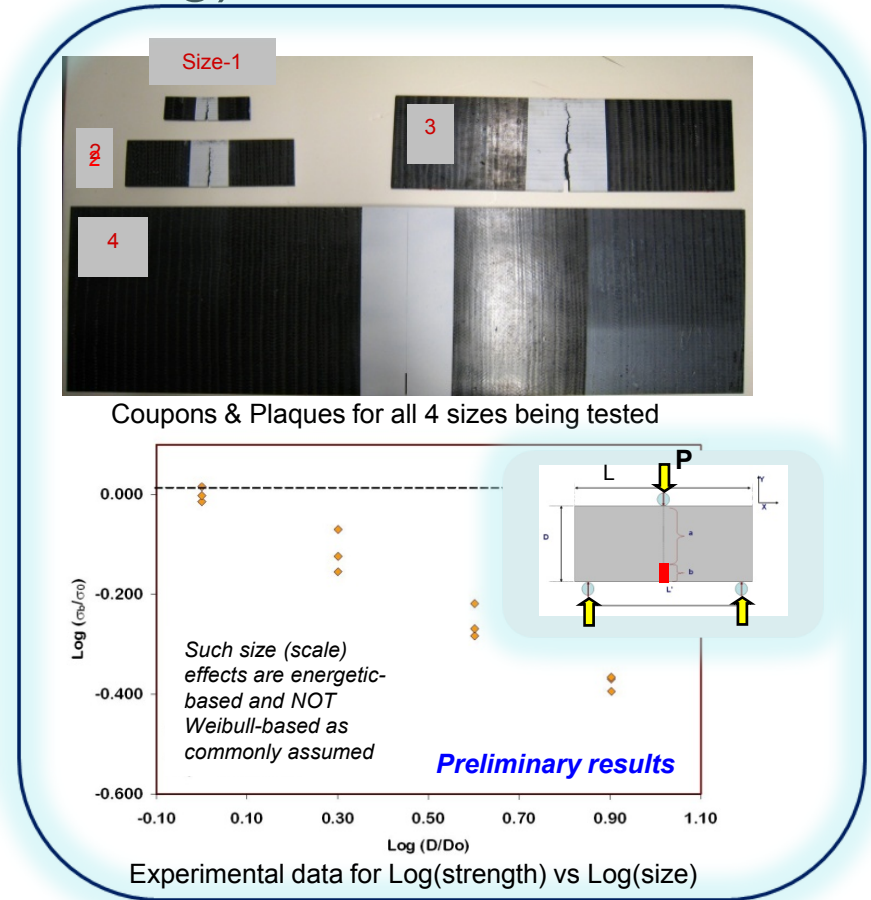 Size-1
2
3
4
Coupons & Plaques for all 4 sizes being tested
0.000
-0.200
-0.400
-0.600
Log (σb/σ0)
-0.10 0.10 0.30 0.50 0.70 0.90 1.10
Log (D/Do)
Such size (scale)
effects are energetic-
based and NOT
Weibull-based as
commonly assumed
Preliminary results
P
L
Y
X
D
a
b
L'
Experimental data for Log(strength) vs Log(size)